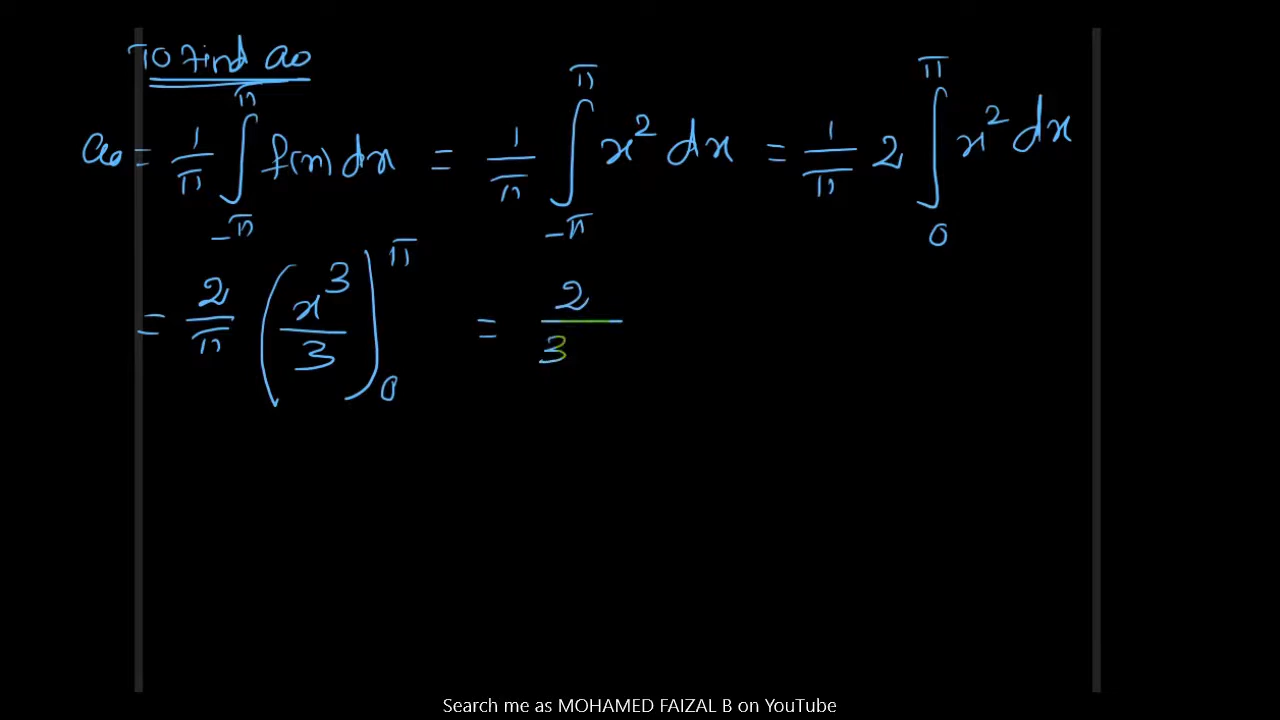 To Find a₀
a₀ = 1/π ∫_{-π}^{π} f(x) dx = 1/π ∫_{-π}^{π} x² dx = 1/π 2 ∫_{0}^{π} x² dx
= 2/π (x³/3)_{0}^{π} = 2/3
Search me as MOHAMED FAIZAL B on YouTube